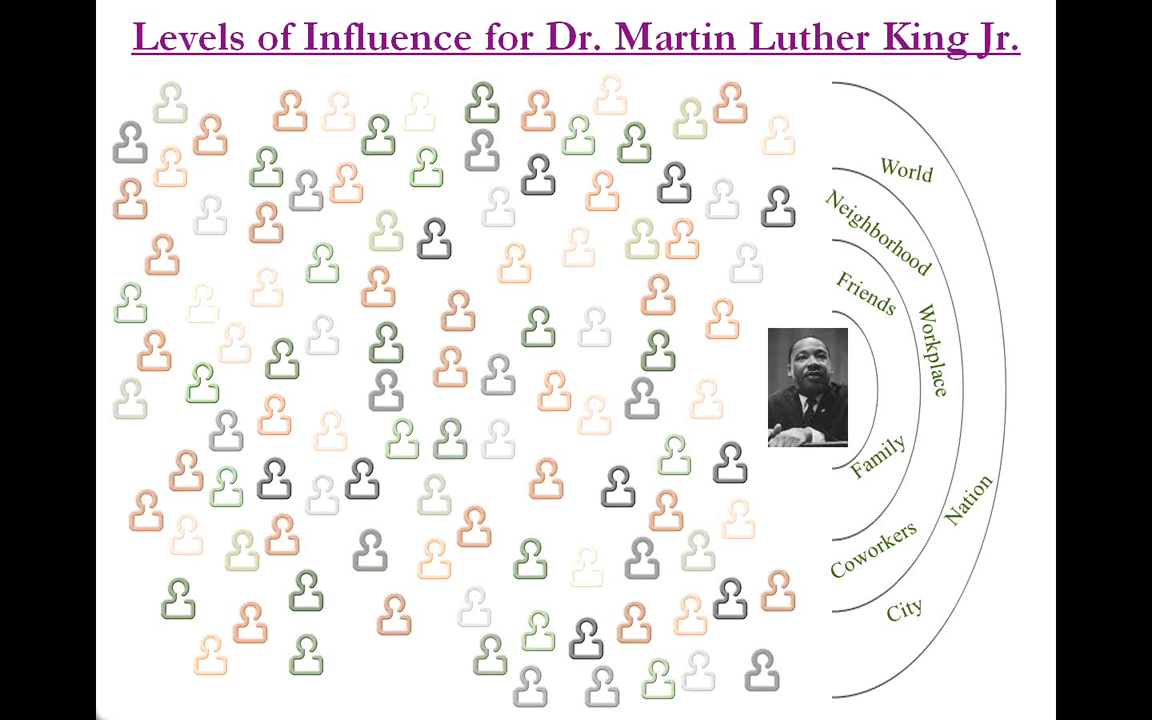 Levels of Influence for Dr. Martin Luther King Jr.
World
Neighborhood
Friends
Workplace
Family
Nation
Coworkers
City